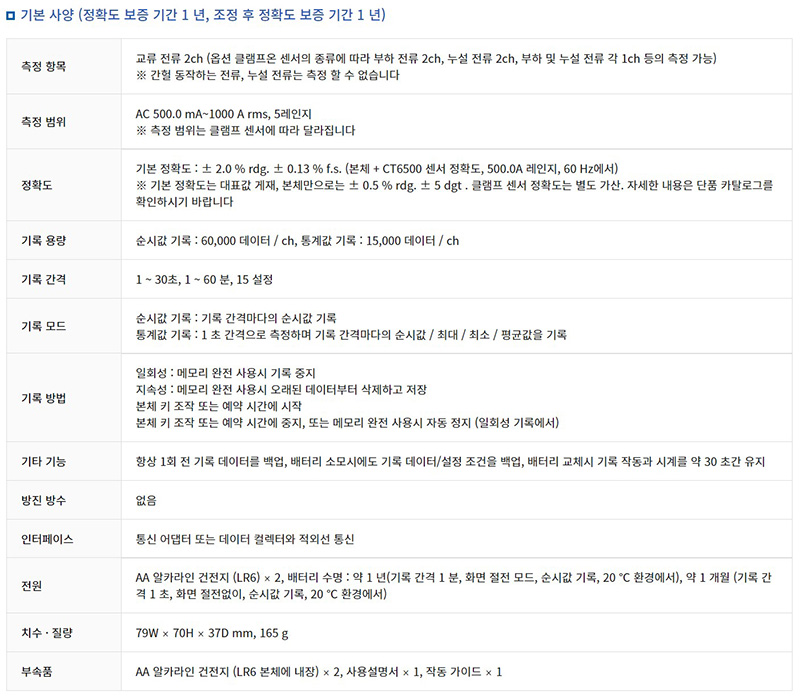 기본 사양 (정확도 보증 기간 1 년, 조정 후 정확도 보증 기간 1 년)
측정 항목
교류 전류 2ch (옵션 클램프온 센서의 종류에 따라 부하 전류 2ch, 누설 전류 2ch, 부하 및 누설 전류 각 1ch 등의 측정 가능)
※ 간헐 동작하는 전류, 누설 전류는 측정 할 수 없습니다
측정 범위
AC 500.0 mA~1000 A rms, 5레인지
※ 측정 범위는 클램프 센서에 따라 달라집니다
정확도
기본 정확도 : ± 2.0 % rdg. ± 0.13 % f.s. (본체 + CT6500 센서 정확도, 500.0A 레인지, 60 Hz에서)
※ 기본 정확도는 대표값 게재, 본체만으로는 ± 0.5 % rdg. ± 5 dgt . 클램프 센서 정확도는 별도 가산. 자세한 내용은 단품 카탈로그를
확인하시기 바랍니다
기록 용량
순시값 기록 : 60,000 데이터 / ch, 통계값 기록 : 15,000 데이터 / ch
기록 간격
1 ~ 30초, 1 ~ 60 분, 15 설정
기록 모드
순시값 기록 : 기록 간격마다의 순시값 기록
통계값 기록 : 1 초 간격으로 측정하며 기록 간격마다의 순시값 / 최대 / 최소 / 평균값을 기록
기록 방법
일회성 : 메모리 완전 사용시 기록 중지
지속성 : 메모리 완전 사용시 오래된 데이터부터 삭제하고 저장
본체 키 조작 또는 예약 시간에 시작
본체 키 조작 또는 예약 시간에 중지, 또는 메모리 완전 사용시 자동 정지 (일회성 기록에서)
기타 기능
항상 1회 전 기록 데이터를 백업, 배터리 소모시에도 기록 데이터/설정 조건을 백업, 배터리 교체시 기록 작동과 시계를 약 30 초간 유지
방진 방수
없음
인터페이스
통신 어댑터 또는 데이터 컬렉터와 적외선 통신
전원
AA 알카라인 건전지 (LR6) × 2, 배터리 수명 : 약 1 년(기록 간격 1 분, 화면 절전 모드, 순시값 기록, 20 °C 환경에서), 약 1 개월 (기록 간
격 1 초, 화면 절전없이, 순시값 기록, 20 °C 환경에서)
치수 · 질량
79W × 70H × 37D mm, 165 g
부속품
AA 알카라인 건전지 (LR6 본체에 내장) × 2, 사용설명서 × 1, 작동 가이드 × 1